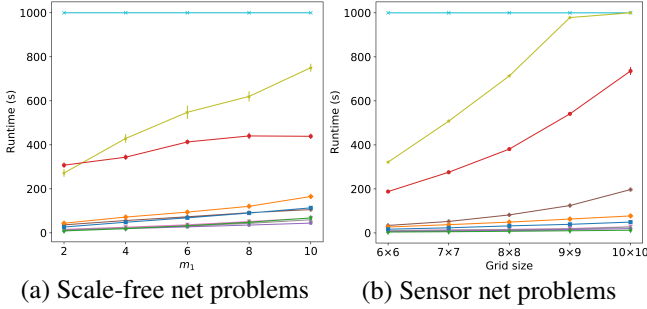 1000
800
600
400
200
0
Runtime (s)
2 4 6 8 10
m₁
(a) Scale-free net problems
1000
800
600
400
200
0
Runtime (s)
6×6 7×7 8×8 9×9 10×10
Grid size
(b) Sensor net problems